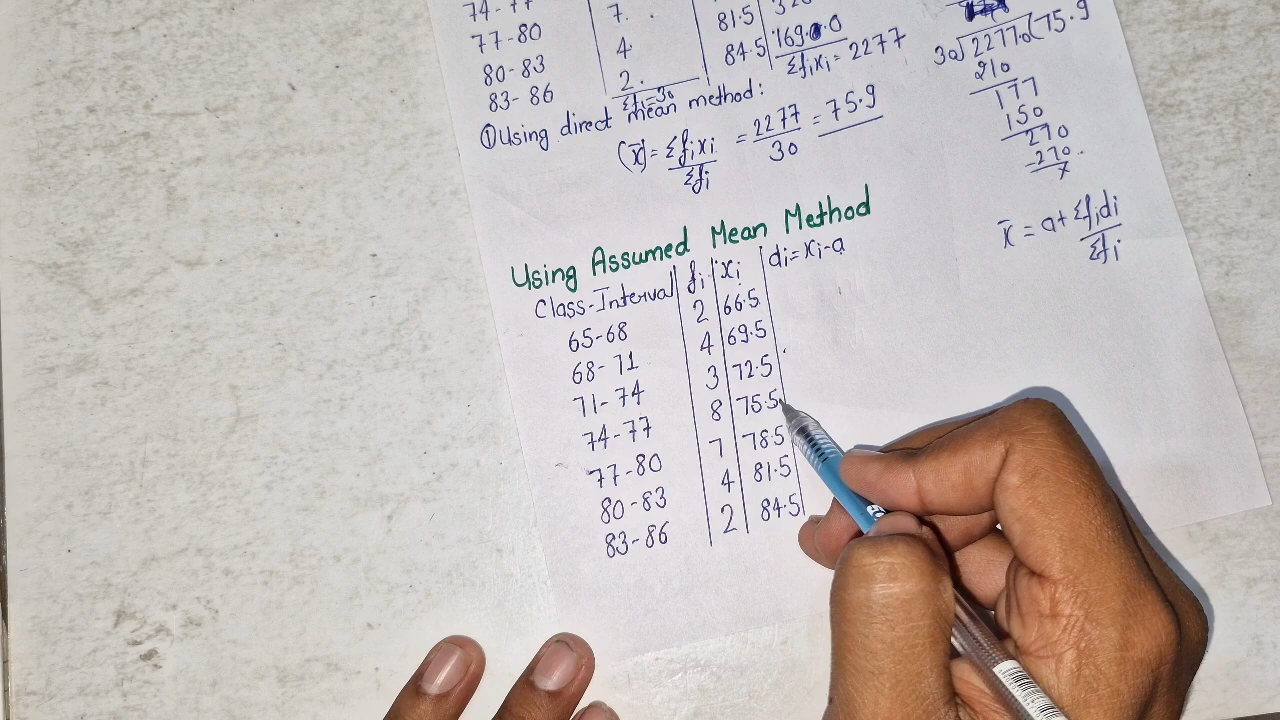 74-77 7. 81.5 32
77-80 4 84.5 169.0
80-83 2. Σfixi = 2277
83-86 Σfi=30
①Using direct mean method:
(x̄) = Σfixi/Σfi = 2277/30 = 75.9
30)22770(75.9
210
177
150
270
-270
x
Using Assumed Mean Method
x̄ = a+ Σfidi/Σfi
Class-Interval fi xi di=xi-a
65-68 2 66.5
68-71 4 69.5
71-74 3 72.5
74-77 8 75.5
77-80 7 78.5
80-83 4 81.5
83-86 2 84.5